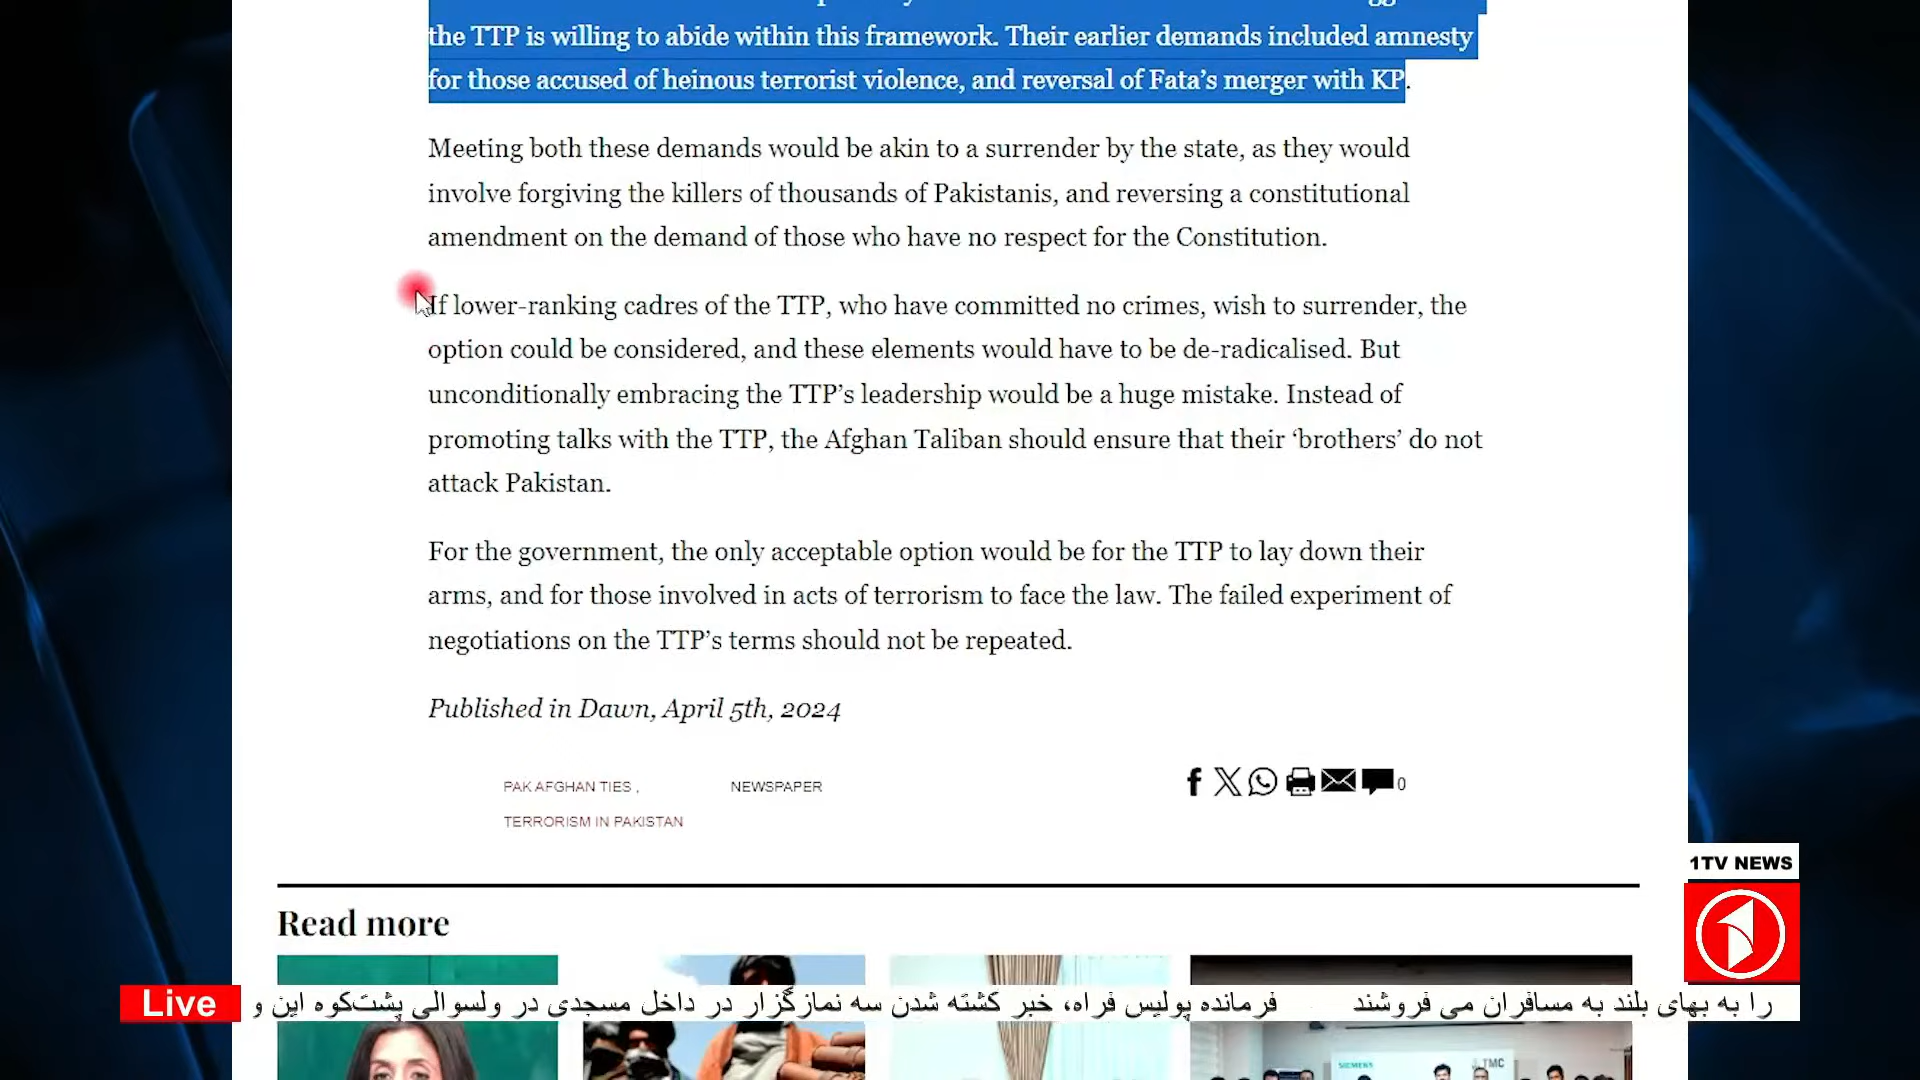 the TTP is willing to abide within this framework. Their earlier demands included amnesty
for those accused of heinous terrorist violence, and reversal of Fata’s merger with KP.
Meeting both these demands would be akin to a surrender by the state, as they would
involve forgiving the killers of thousands of Pakistanis, and reversing a constitutional
amendment on the demand of those who have no respect for the Constitution.
If lower-ranking cadres of the TTP, who have committed no crimes, wish to surrender, the
option could be considered, and these elements would have to be de-radicalised. But
unconditionally embracing the TTP’s leadership would be a huge mistake. Instead of
promoting talks with the TTP, the Afghan Taliban should ensure that their ‘brothers’ do not
attack Pakistan.
For the government, the only acceptable option would be for the TTP to lay down their
arms, and for those involved in acts of terrorism to face the law. The failed experiment of
negotiations on the TTP’s terms should not be repeated.
Published in Dawn, April 5th, 2024
PAK AFGHAN TIES , NEWSPAPER
TERRORISM IN PAKISTAN
0
1TV NEWS
Read more
Live
را به بهای بلند به مسافران می فروشند
فرمانده پولیس فراه، خبر کشته شدن سه نمازگزار در داخل مسجدی در ولسوالی پشت‌کوه این و
SIEMENS
TMC